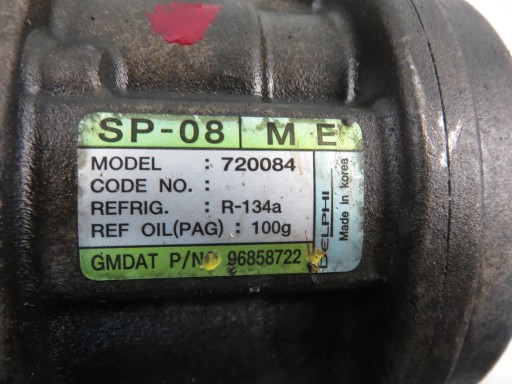 SP-08 M E
MODEL : 720084
CODE NO. :
REFRIG. : R-134a
REF OIL(PAG) : 100g
GMDAT P/NO 96858722
DELPHI
Made in Korea